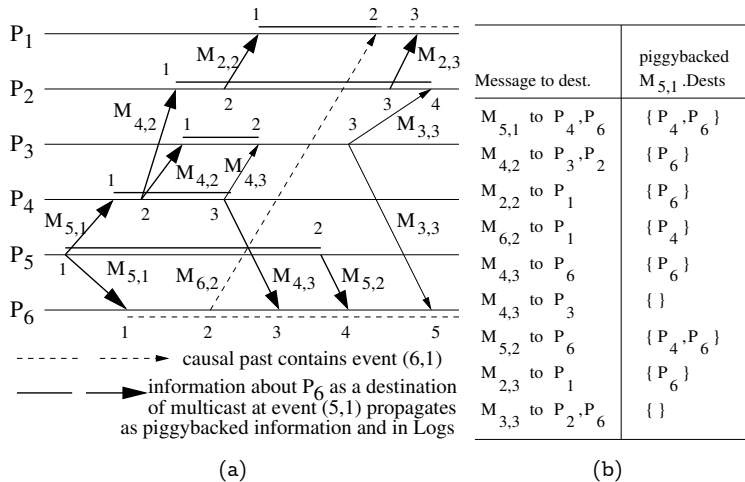 1 2 3
P1
M2,2 M2,3
1
P2
2 3 4
M4,2 1 2 3 M3,3
P3
M4,2 M4,3
1
P4
2 3
M5,1 M3,3
2
P5
1
M5,1 M6,2 M4,3 M5,2
P6
1 2 3 4 5
causal past contains event (6,1)
information about P6 as a destination
of multicast at event (5,1) propagates
as piggybacked information and in Logs
(a)
piggybacked
Message to dest. M5,1 .Dests
M5,1 to P4 ,P6 { P4 ,P6 }
M4,2 to P3 ,P2 { P6 }
M2,2 to P1 { P6 }
M6,2 to P1 { P4 }
M4,3 to P6 { P6 }
M4,3 to P3 { }
M5,2 to P6 { P4 ,P6 }
M2,3 to P1 { P6 }
M3,3 to P2 ,P6 { }
(b)